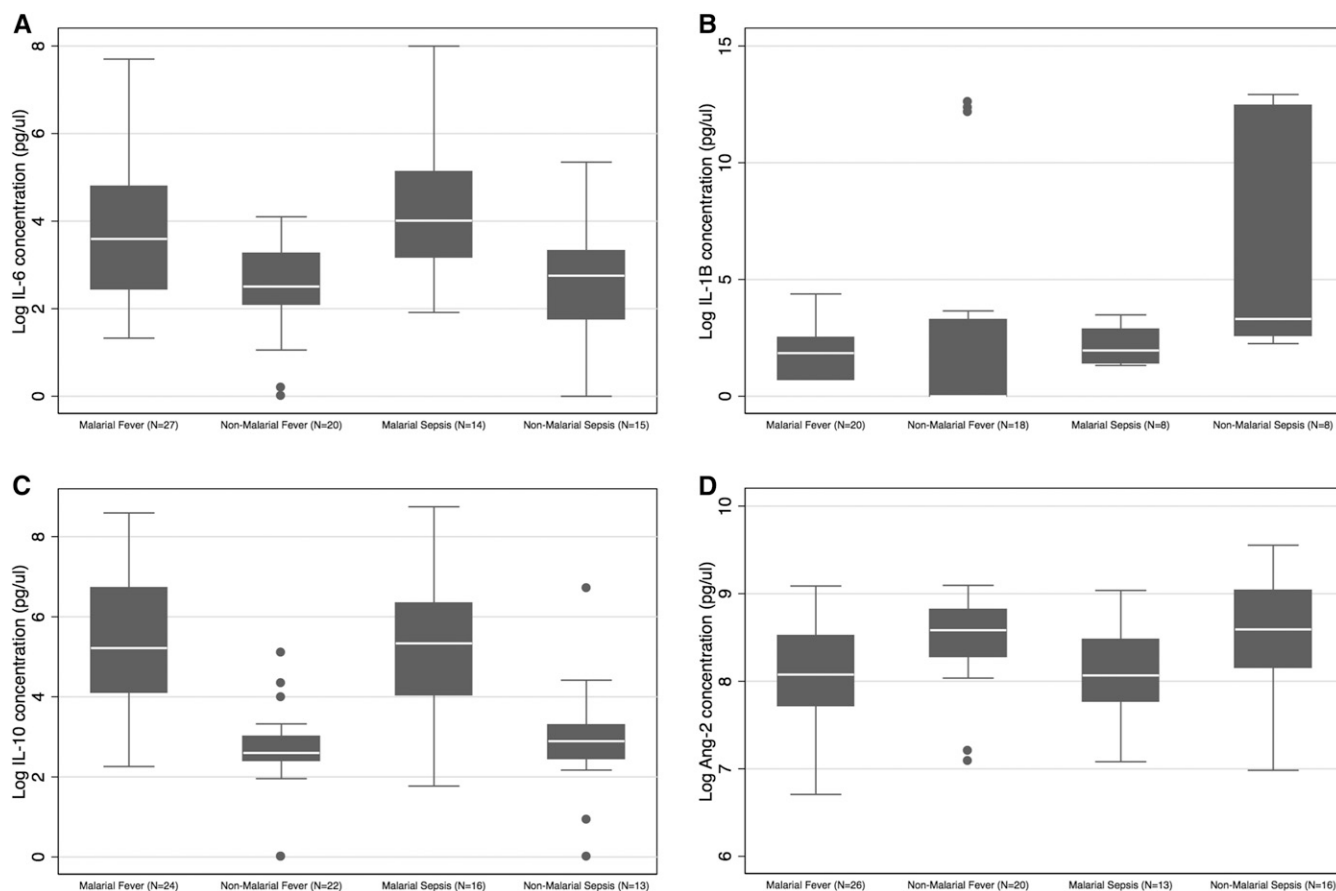 A
Log IL-6 concentration (pg/ul)
8
6
4
2
0
Malarial Fever (N=27) Non-Malarial Fever (N=20) Malarial Sepsis (N=14) Non-Malarial Sepsis (N=15)
B
Log IL-1B concentration (pg/ul)
15
10
5
0
Malarial Fever (N=20) Non-Malarial Fever (N=18) Malarial Sepsis (N=8) Non-Malarial Sepsis (N=8)
C
Log IL-10 concentration (pg/ul)
8
6
4
2
0
Malarial Fever (N=24) Non-Malarial Fever (N=22) Malarial Sepsis (N=16) Non-Malarial Sepsis (N=13)
D
Log Ang-2 concentration (pg/ul)
10
9
8
7
6
Malarial Fever (N=26) Non-Malarial Fever (N=20) Malarial Sepsis (N=13) Non-Malarial Sepsis (N=16)